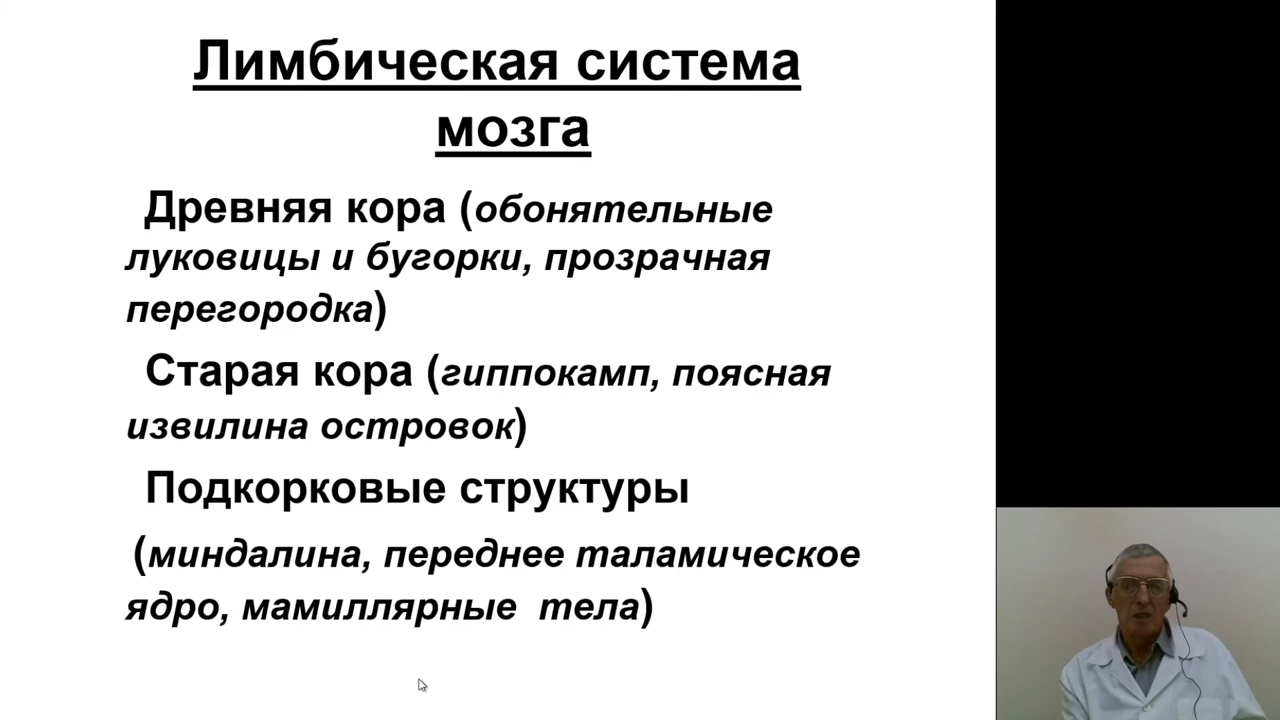 Лимбическая система
мозга
Древняя кора (обонятельные
луковицы и бугорки, прозрачная
перегородка)
Старая кора (гиппокамп, поясная
извилина островок)
Подкорковые структуры
(миндалина, переднее таламическое
ядро, мамиллярные тела)